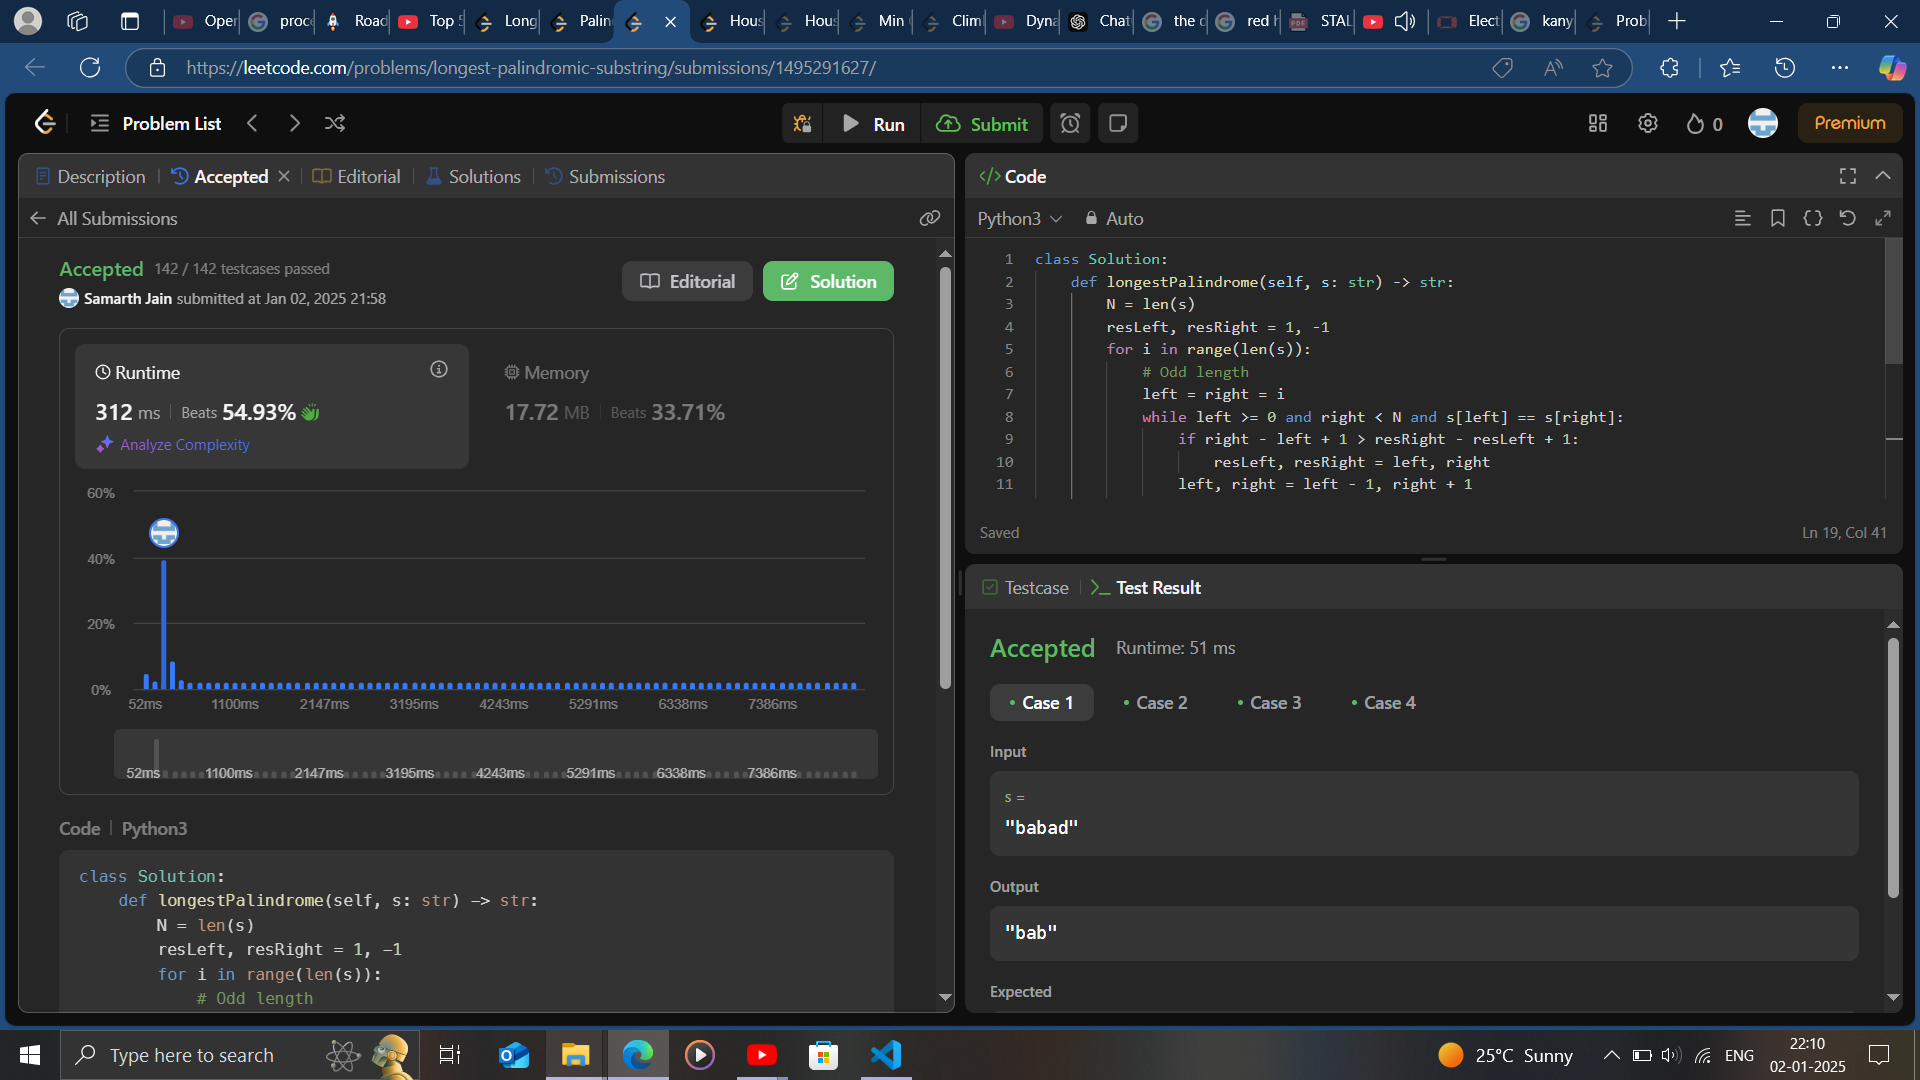 Oper
proce
Road
Top 5
Long
Palin
Hous
Hous
Min
Clim
Dyna
Chat
the d
red h
STAL
Elect
kany
Prob
https://leetcode.com/problems/longest-palindromic-substring/submissions/1495291627/
Problem List
Run
Submit
0
Premium
Description
Accepted
Editorial
Solutions
Submissions
All Submissions
Accepted 142 / 142 testcases passed
Samarth Jain submitted at Jan 02, 2025 21:58
Editorial
Solution
Runtime
312 ms | Beats 54.93%
Analyze Complexity
Memory
17.72 MB | Beats 33.71%
60%
40%
20%
0%
52ms 1100ms 2147ms 3195ms 4243ms 5291ms 6338ms 7386ms
52ms 1100ms 2147ms 3195ms 4243ms 5291ms 6338ms 7386ms
Code | Python3
class Solution:
def longestPalindrome(self, s: str) -> str:
N = len(s)
resLeft, resRight = 1, -1
for i in range(len(s)):
# Odd length
</> Code
Python3
Auto
1 class Solution:
2 def longestPalindrome(self, s: str) -> str:
3 N = len(s)
4 resLeft, resRight = 1, -1
5 for i in range(len(s)):
6 # Odd length
7 left = right = i
8 while left >= 0 and right < N and s[left] == s[right]:
9 if right - left + 1 > resRight - resLeft + 1:
10 resLeft, resRight = left, right
11 left, right = left - 1, right + 1
Saved
Ln 19, Col 41
Testcase
Test Result
Accepted Runtime: 51 ms
Case 1
Case 2
Case 3
Case 4
Input
s =
"babad"
Output
"bab"
Expected
Type here to search
25°C Sunny
ENG
22:10
02-01-2025